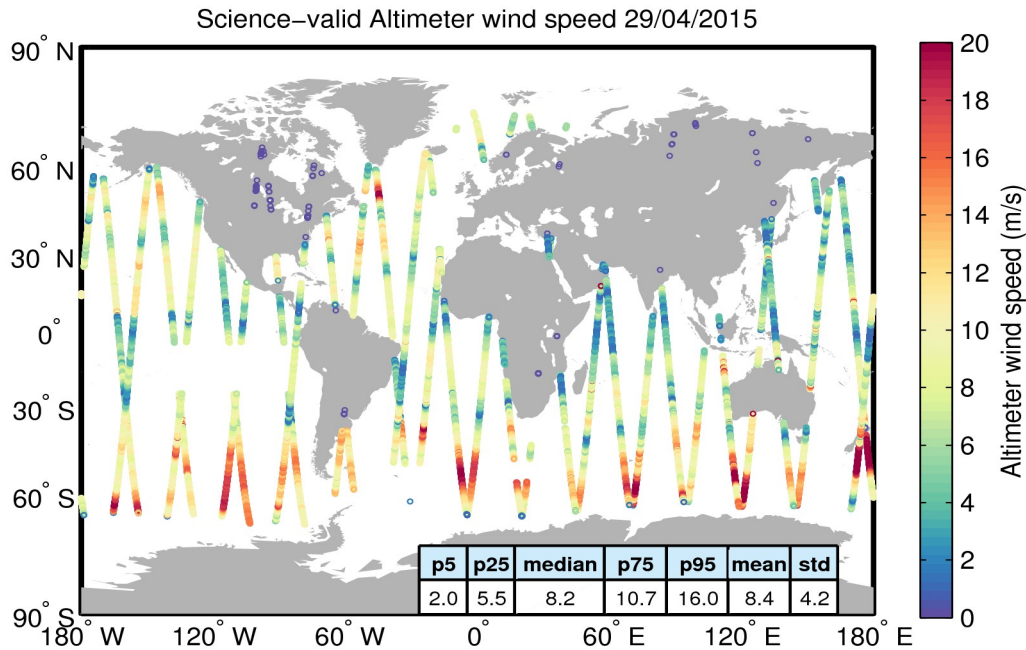 Science−valid Altimeter wind speed 29/04/2015
90° N
60° N
30° N
0°
30° S
60° S
90° S
180° W
120° W
60° W
0°
60° E
120° E
180° E
p5 p25 median p75 p95 mean std
2.0 5.5 8.2 10.7 16.0 8.4 4.2
20
18
16
14
12
10
8
6
4
2
0
Altimeter wind speed (m/s)